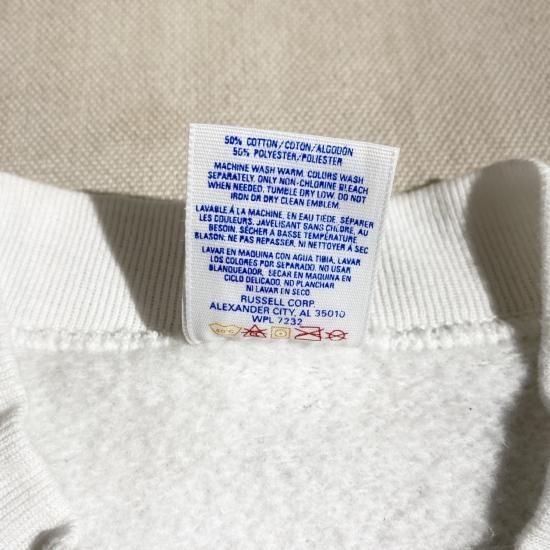 50% COTTON/COTON/ALGODON
50% POLYESTER/POLIESTER
MACHINE WASH WARM. COLORS WASH
SEPARATELY. ONLY NON-CHLORINE BLEACH
WHEN NEEDED. TUMBLE DRY LOW. DO NOT
IRON OR DRY CLEAN EMBLEM.
LAVABLE À LA MACHINE, EN EAU TIEDE. SÉPARER
LES COULEURS. JAVELISANT SANS CHLORE, AU
BESOIN. SÉCHER A BASSE TEMPÉRATURE
BLASON: NE PAS REPASSER, NI NETTOYER À SEC
LAVAR EN MAQUINA CON AGUA TIBIA, LAVAR
LOS COLORES POR SEPARADO. NO USAR
BLANQUEADOR. SECAR EN MAQUINA EN
CICLO DELICADO. NO PLANCHAR
NI LAVAR EN SECO.
RUSSELL CORP.
ALEXANDER CITY, AL 35010
WPL 7232
40°C